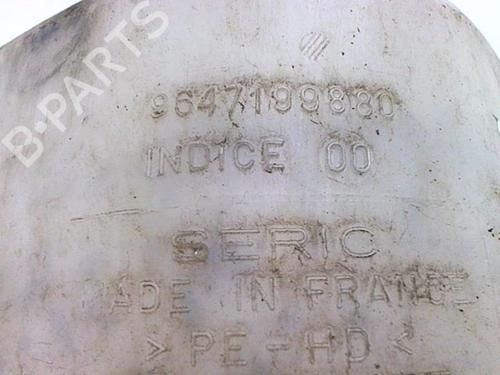 B-PARTS
9647199880
INDICE 00
SERIC
MADE IN FRANCE
>PE-HD<